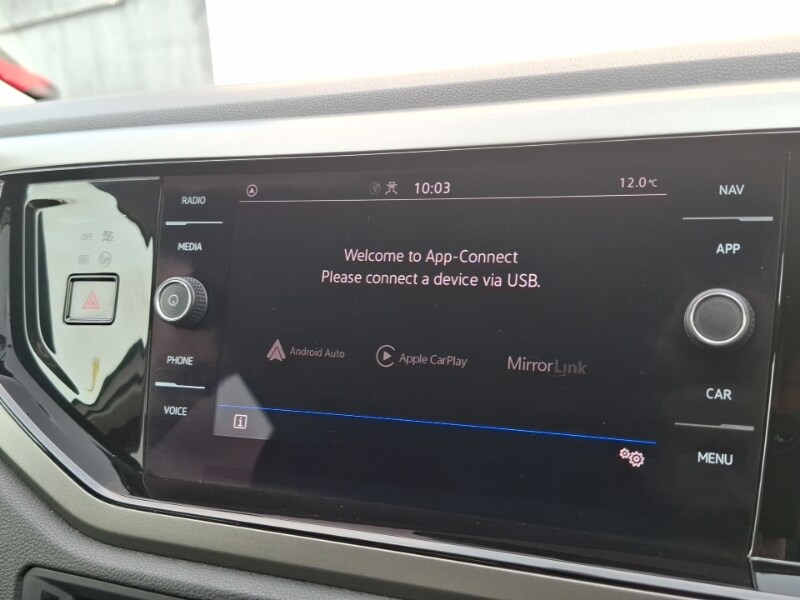 RADIO
MEDIA
PHONE
VOICE
10:03
12.0°C
Welcome to App-Connect
Please connect a device via USB.
Android Auto
Apple CarPlay
MirrorLink
i
NAV
APP
CAR
MENU
OFF